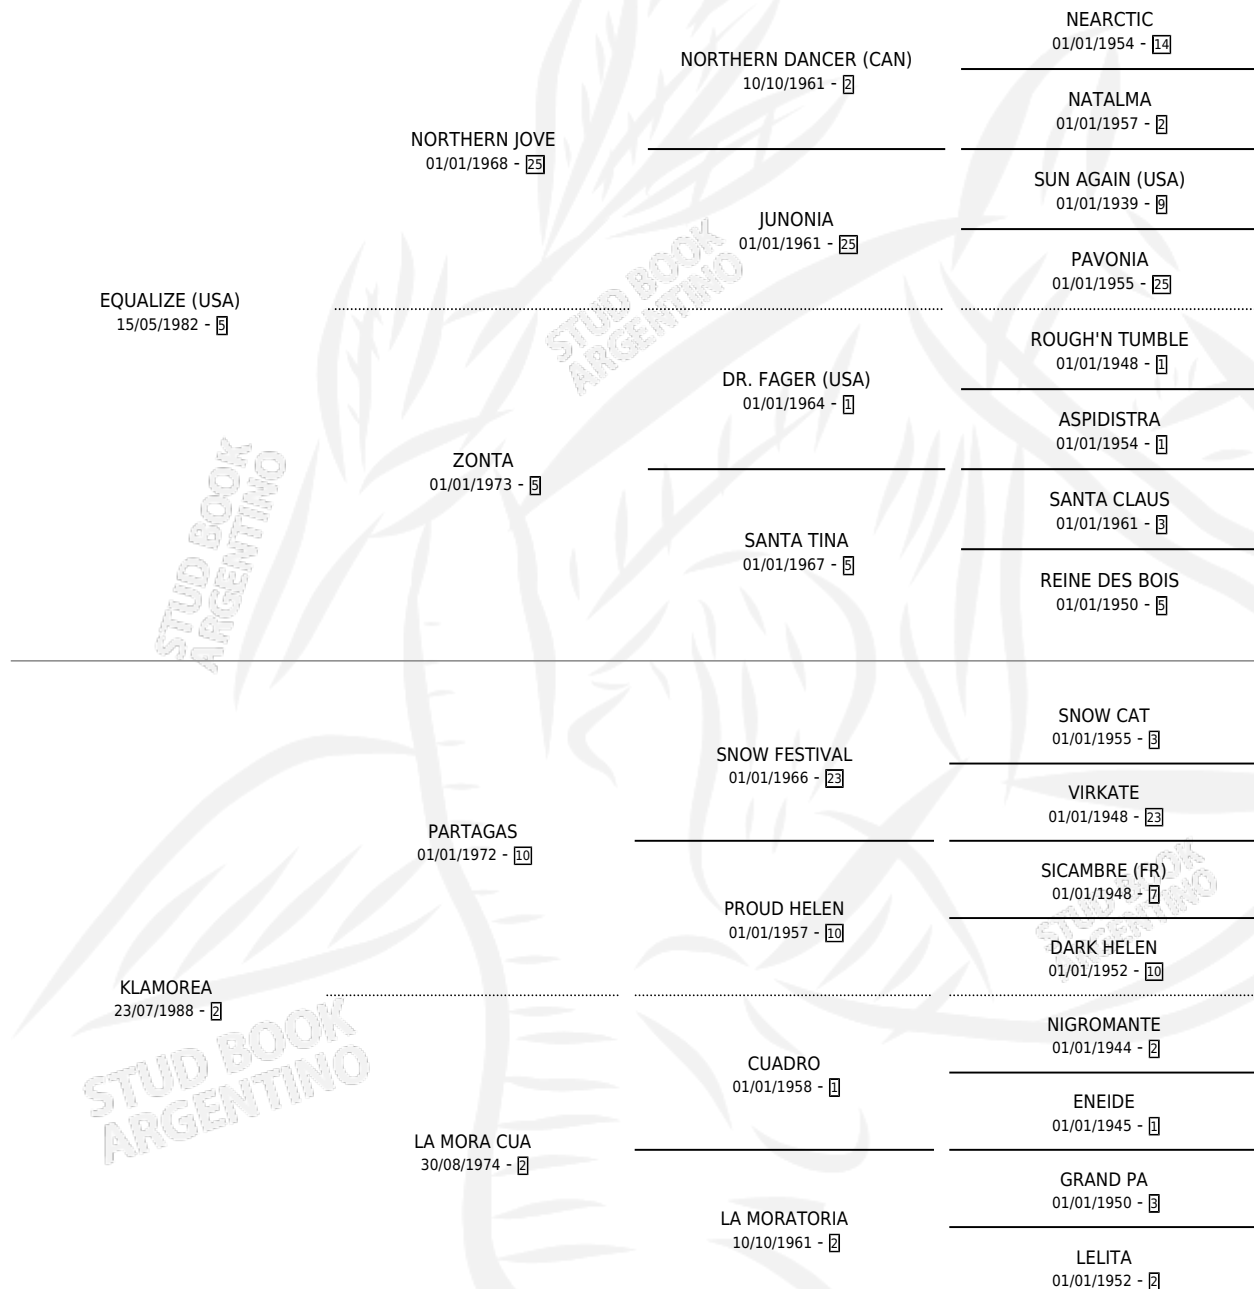 NEARCTIC
01/01/1954 - 14
NORTHERN DANCER (CAN)
10/10/1961 - 2
NATALMA
01/01/1957 - 2
NORTHERN JOVE
01/01/1968 - 25
SUN AGAIN (USA)
01/01/1939 - 9
JUNONIA
01/01/1961 - 25
PAVONIA
01/01/1955 - 25
EQUALIZE (USA)
15/05/1982 - 5
STUD BOOK
ARGENTINO
ROUGH'N TUMBLE
01/01/1948 - 1
DR. FAGER (USA)
01/01/1964 - 1
ASPIDISTRA
01/01/1954 - 1
ZONTA
01/01/1973 - 5
SANTA CLAUS
01/01/1961 - 3
SANTA TINA
01/01/1967 - 5
REINE DES BOIS
01/01/1950 - 5
STUD BOOK
ARGENTINO
SNOW CAT
01/01/1955 - 3
SNOW FESTIVAL
01/01/1966 - 23
VIRKATE
01/01/1948 - 23
PARTAGAS
01/01/1972 - 10
SICAMBRE (FR)
01/01/1948 - 7
PROUD HELEN
01/01/1957 - 10
DARK HELEN
01/01/1952 - 10
STUD BOOK
ARGENTINO
KLAMOREA
23/07/1988 - 2
NIGROMANTE
01/01/1944 - 2
CUADRO
01/01/1958 - 1
ENEIDE
01/01/1945 - 1
STUD BOOK
ARGENTINO
LA MORA CUA
30/08/1974 - 2
GRAND PA
01/01/1950 - 3
LA MORATORIA
10/10/1961 - 2
LELITA
01/01/1952 - 2